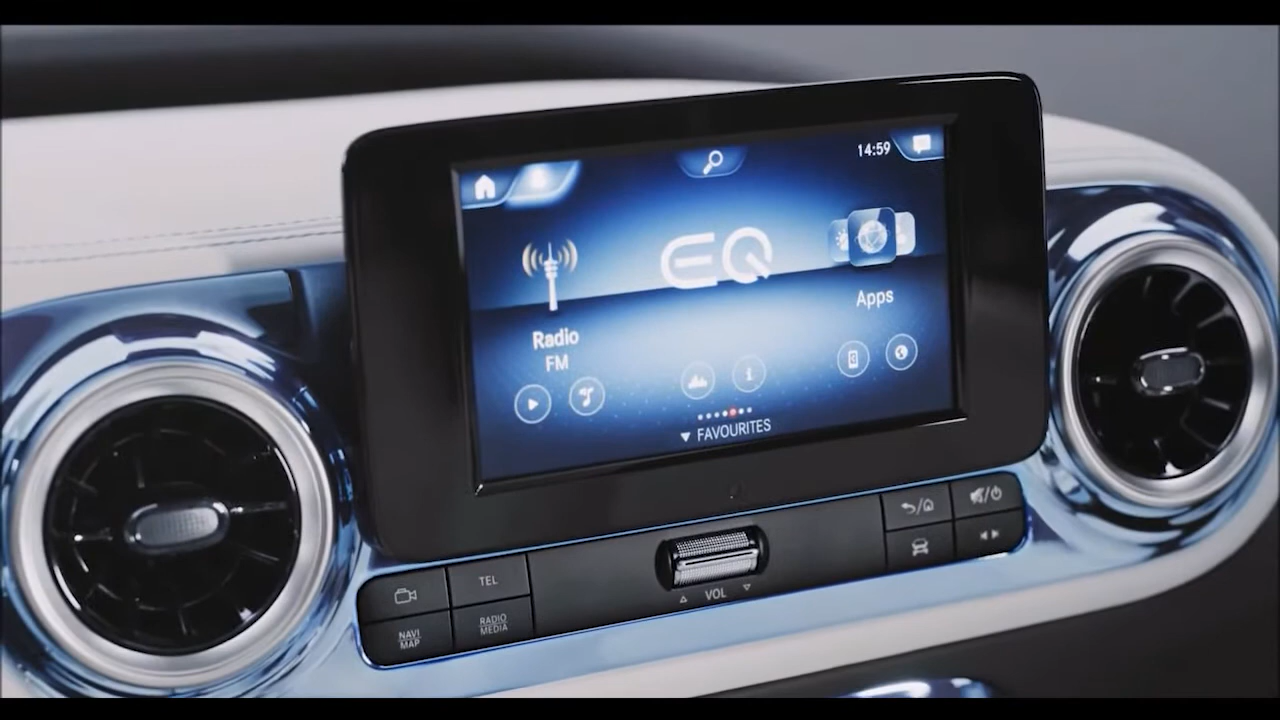 14:59
EQ
Radio
FM
Apps
FAVOURITES
TEL
NAVI
MAP
RADIO
MEDIA
VOL